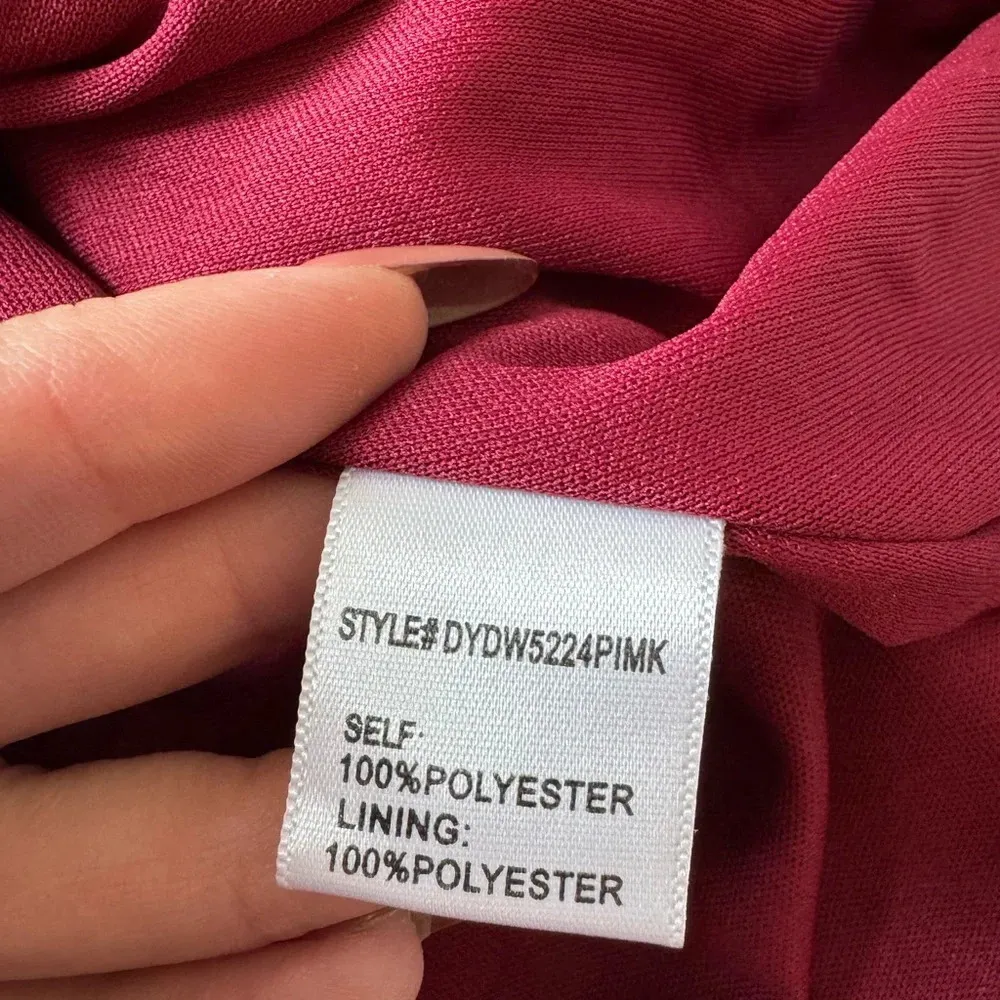 STYLE# DYDW5224PIMK
SELF:
100%POLYESTER
LINING:
100%POLYESTER